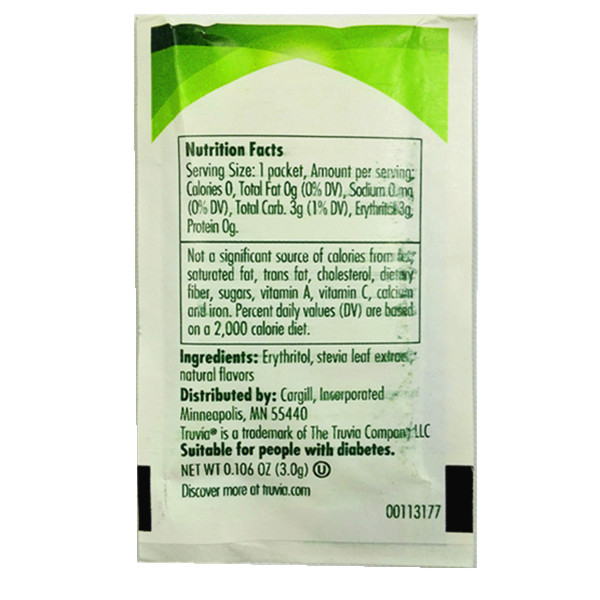 Nutrition Facts
Serving Size: 1 packet, Amount per serving:
Calories 0, Total Fat 0g (0% DV), Sodium 0 mg
(0% DV), Total Carb. 3g (1% DV), Erythritol 3g,
Protein 0g.
Not a significant source of calories from fat,
saturated fat, trans fat, cholesterol, dietary
fiber, sugars, vitamin A, vitamin C, calcium
and iron. Percent daily values (DV) are based
on a 2,000 calorie diet.
Ingredients: Erythritol, stevia leaf extract,
natural flavors
Distributed by: Cargill, Incorporated
Minneapolis, MN 55440
Truvia® is a trademark of The Truvia Company LLC
Suitable for people with diabetes.
NET WT 0.106 OZ (3.0g) U
Discover more at truvia.com
00113177